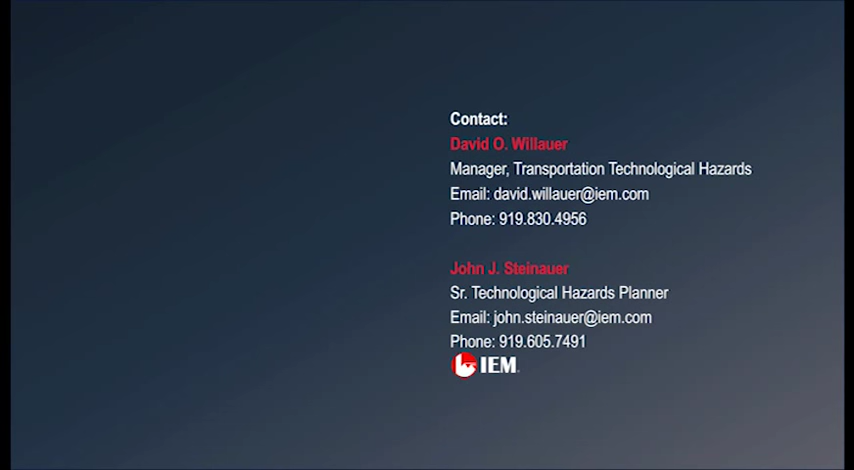 Contact:
David O. Willauer
Manager, Transportation Technological Hazards
Email: david.willauer@iem.com
Phone: 919.830.4956
John J. Steinauer
Sr. Technological Hazards Planner
Email: john.steinauer@iem.com
Phone: 919.605.7491
IEM